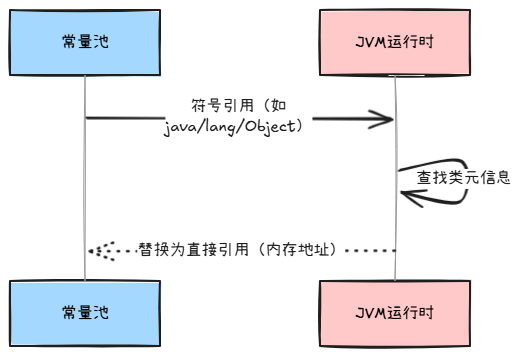 常量池
JVM运行时
符号引用（如
java/lang/Object）
查找类元信息
替换为直接引用（内存地址）
常量池
JVM运行时